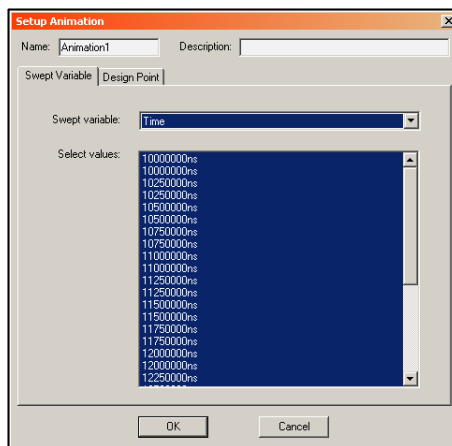 Setup Animation
Name: Animation1 Description:
Swept Variable Design Point
Swept variable: Time
Select values:
10000000ns
10000000ns
10250000ns
10250000ns
10500000ns
10500000ns
10750000ns
10750000ns
11000000ns
11000000ns
11250000ns
11250000ns
11500000ns
11500000ns
11750000ns
11750000ns
12000000ns
12000000ns
12250000ns
OK Cancel